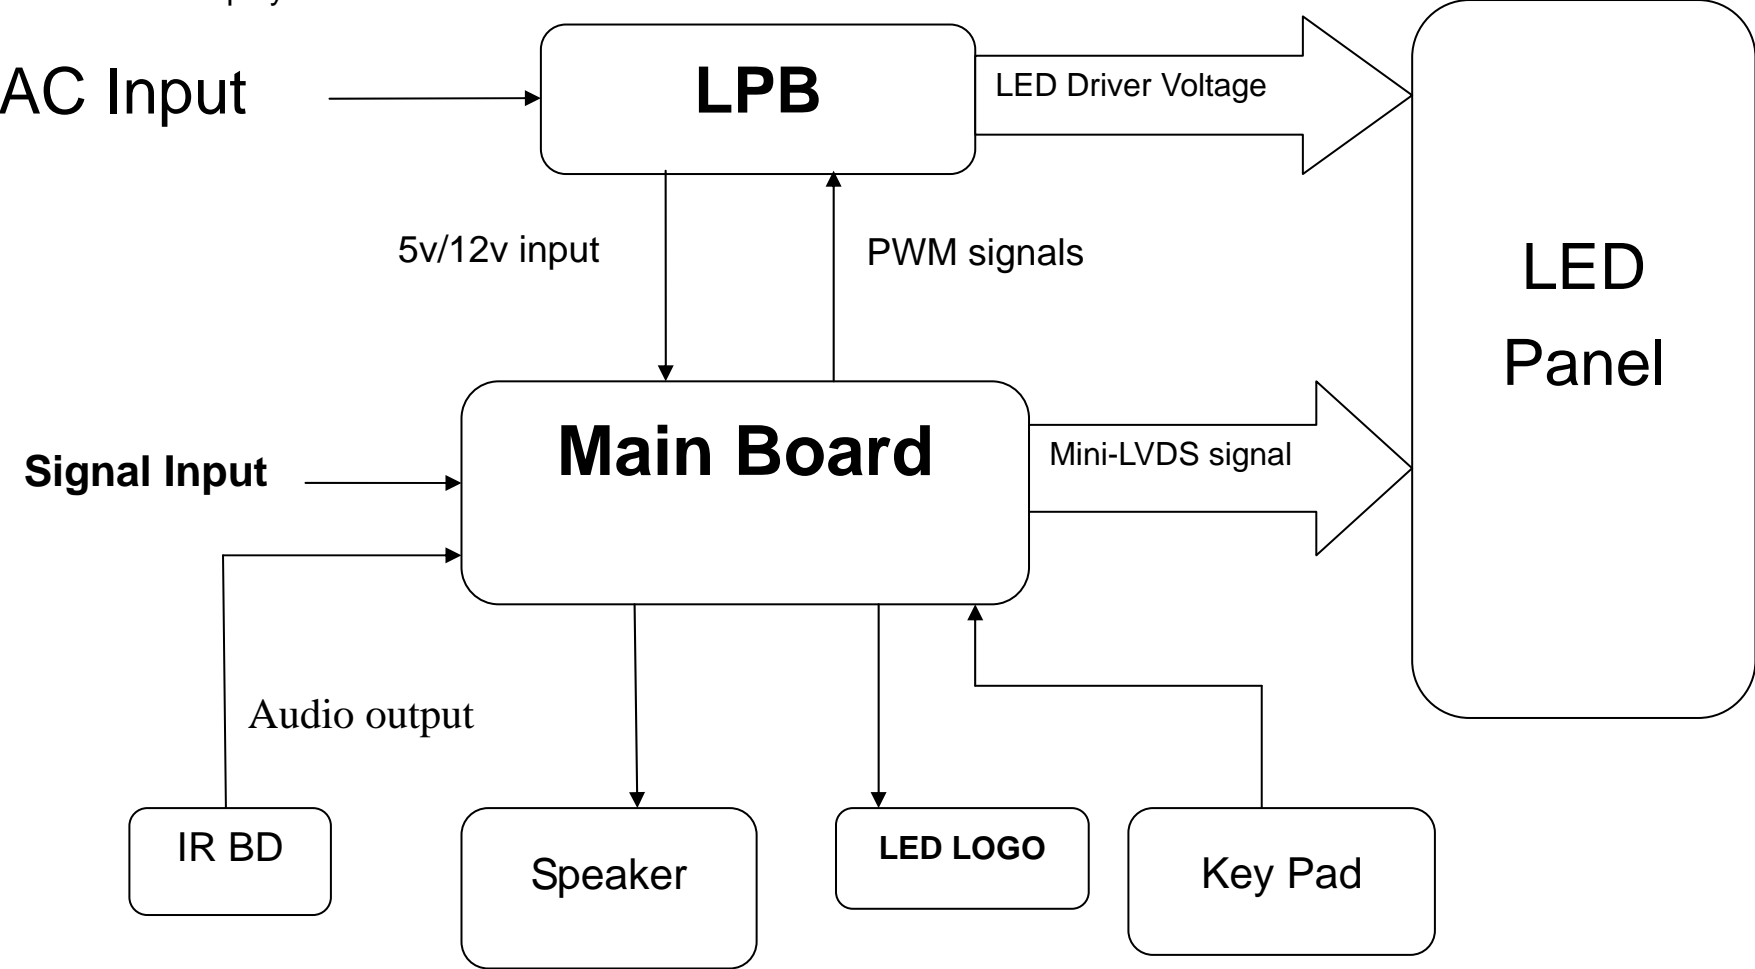 AC Input
LPB
LED Driver Voltage
5v/12v input
PWM signals
LED
Panel
Main Board
Signal Input
Mini-LVDS signal
Audio output
IR BD
Speaker
LED LOGO
Key Pad